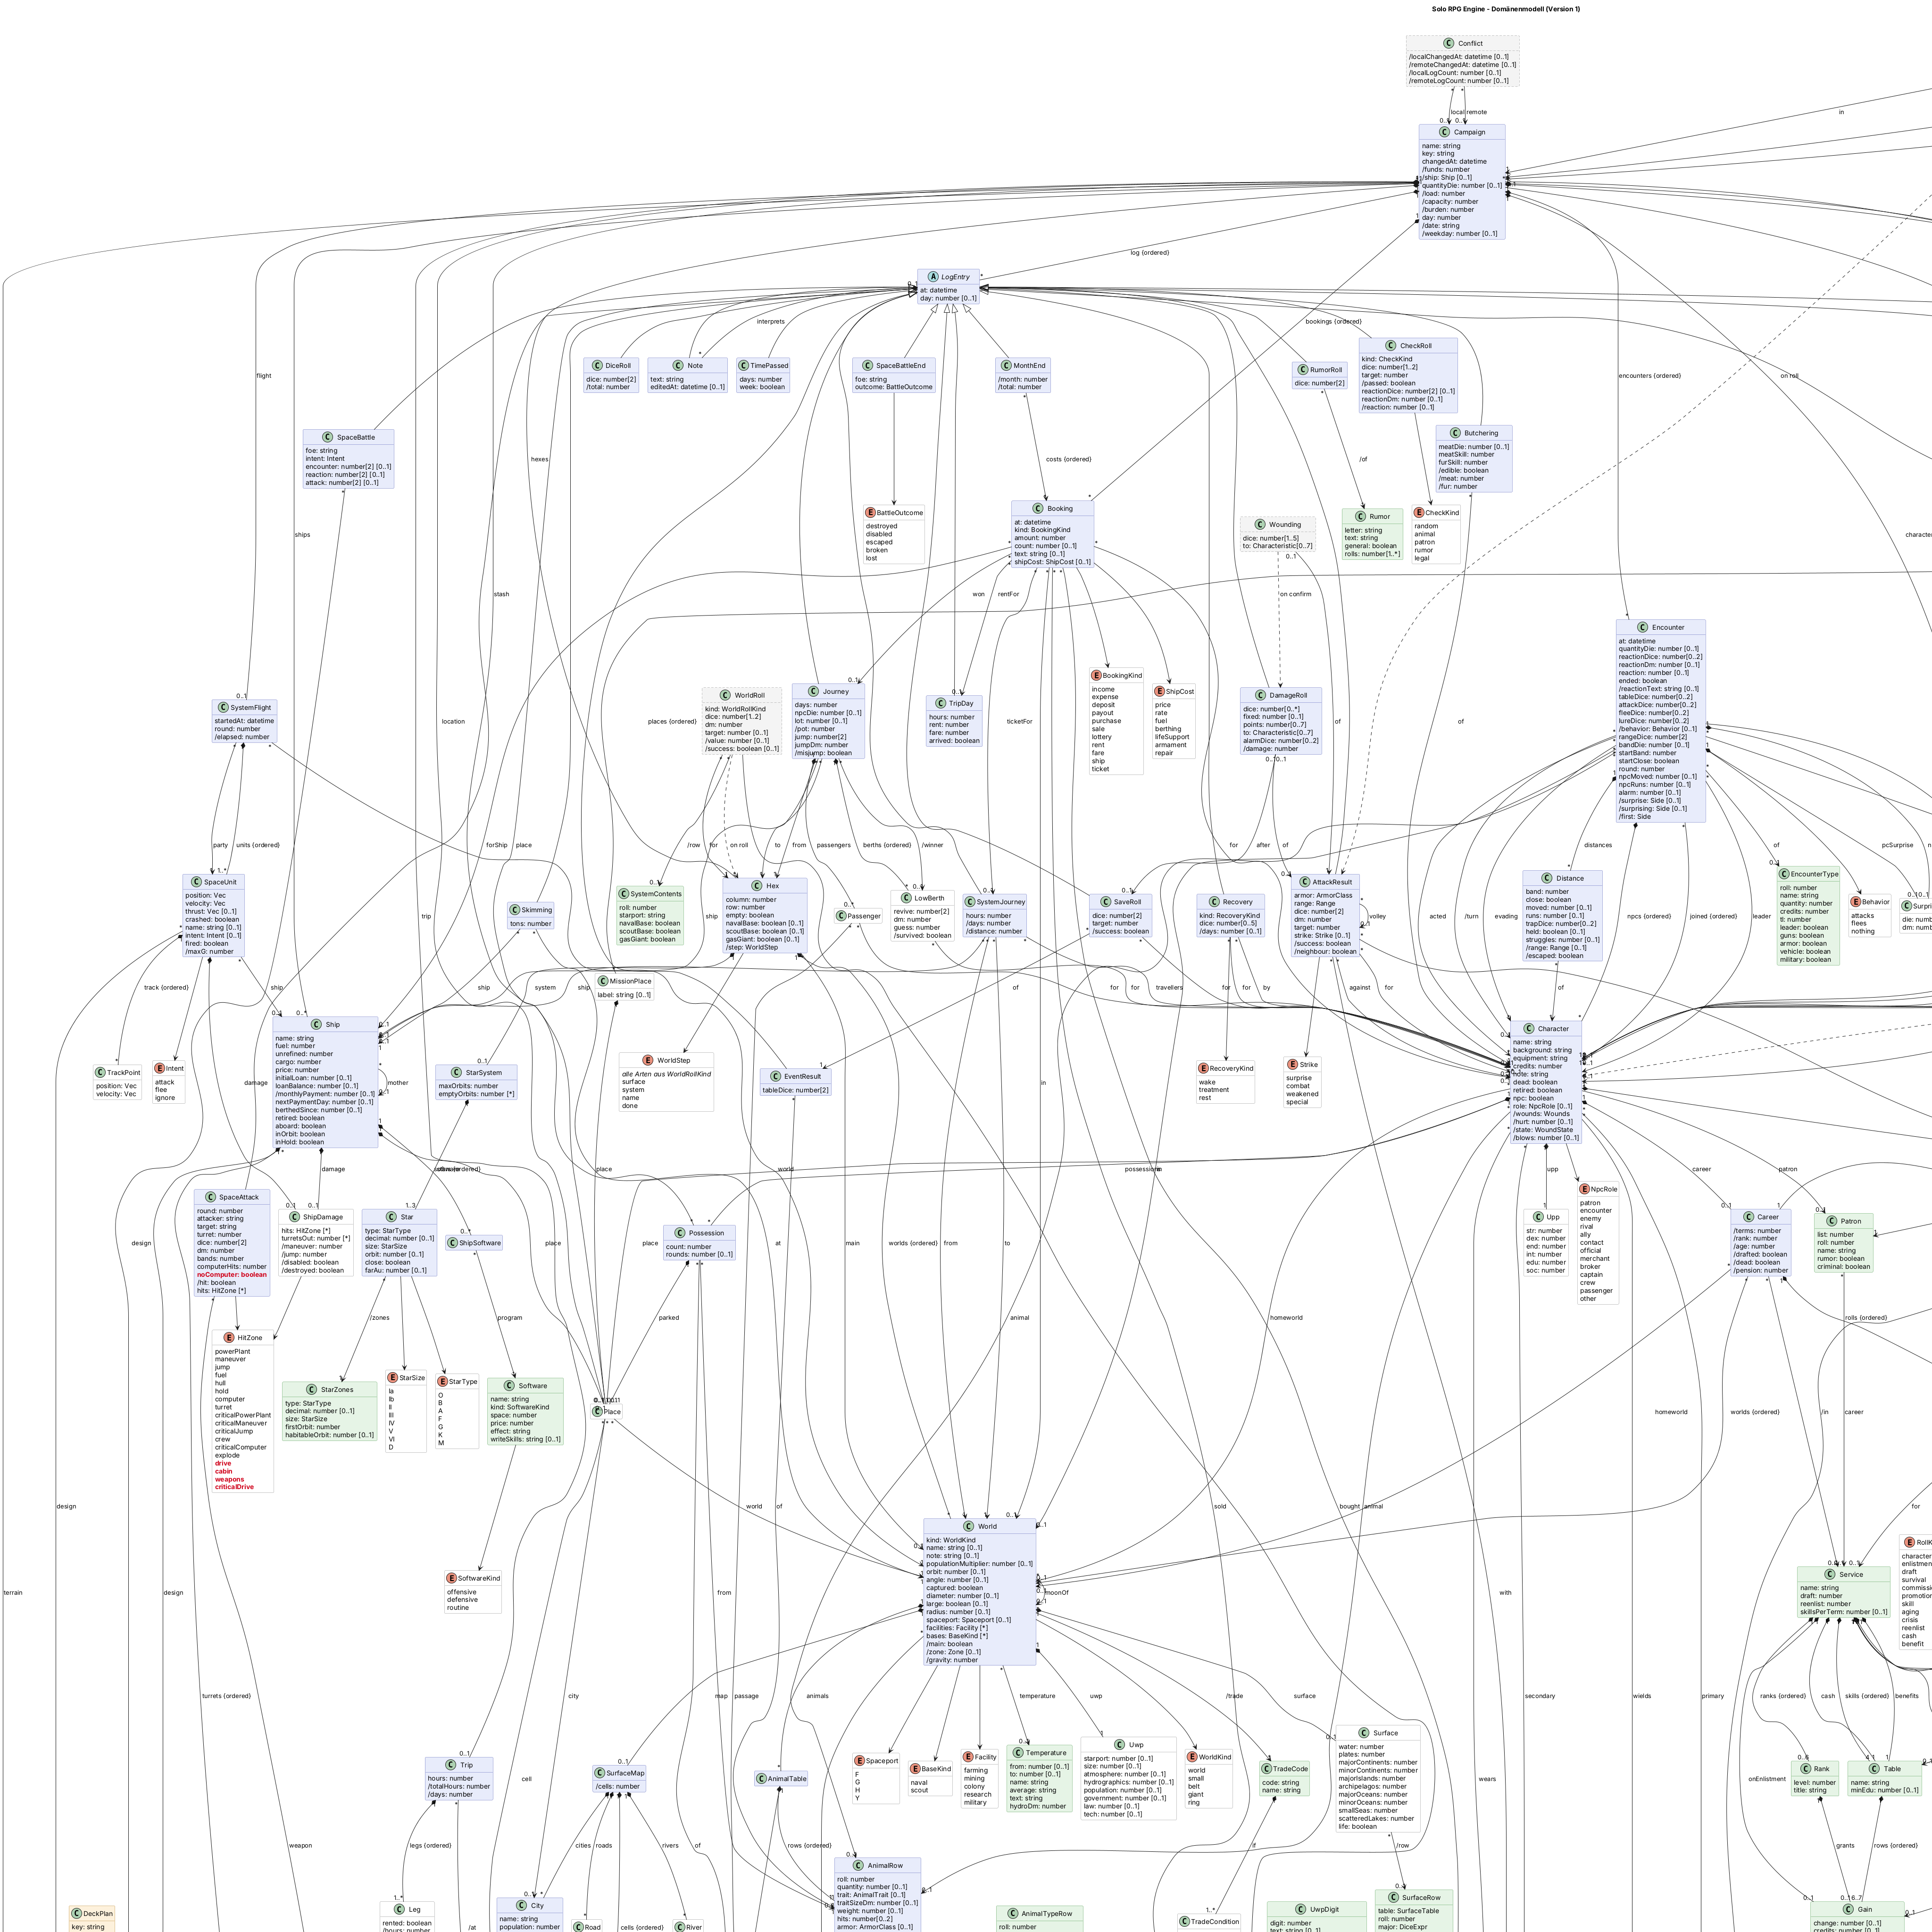 Solo RPG Engine - Domänenmodell (Version 1)
Conflict
/localChangedAt: datetime [0..1]
/remoteChangedAt: datetime [0..1]
/localLogCount: number [0..1]
/remoteLogCount: number [0..1]
local
remote
in
Campaign
name: string
key: string
changedAt: datetime
/funds: number
/ship: Ship [0..1]
quantityDie: number [0..1]
/load: number
/capacity: number
/burden: number
day: number
/date: string
/weekday: number [0..1]
log {ordered}
LogEntry
at: datetime
day: number [0..1]
interprets
bookings {ordered}
DiceRoll
dice: number[2]
/total: number
Note
text: string
editedAt: datetime [0..1]
TimePassed
days: number
week: boolean
SpaceBattleEnd
foe: string
outcome: BattleOutcome
MonthEnd
/month: number
/total: number
RumorRoll
dice: number[2]
CheckRoll
kind: CheckKind
dice: number[1..2]
target: number
/passed: boolean
reactionDice: number[2] [0..1]
reactionDm: number [0..1]
/reaction: number [0..1]
flight
encounters {ordered}
on roll
SpaceBattle
foe: string
intent: Intent
encounter: number[2] [0..1]
reaction: number[2] [0..1]
attack: number[2] [0..1]
Butchering
meatDie: number [0..1]
meatSkill: number
furSkill: number
/edible: boolean
/meat: number
/fur: number
hexes
costs {ordered}
/of
ships
BattleOutcome
destroyed
disabled
escaped
broken
lost
Booking
at: datetime
kind: BookingKind
amount: number
count: number [0..1]
text: string [0..1]
shipCost: ShipCost [0..1]
Wounding
dice: number[1..5]
to: Characteristic[0..7]
Rumor
letter: string
text: string
general: boolean
rolls: number[1..*]
CheckKind
random
animal
patron
rumor
legal
stash
won
rentFor
on confirm
Encounter
at: datetime
quantityDie: number [0..1]
reactionDice: number[0..2]
reactionDm: number [0..1]
reaction: number [0..1]
ended: boolean
/reactionText: string [0..1]
tableDice: number[0..2]
attackDice: number[0..2]
fleeDice: number[0..2]
lureDice: number[0..2]
/behavior: Behavior [0..1]
rangeDice: number[2]
bandDie: number [0..1]
startBand: number
startClose: boolean
round: number
npcMoved: number [0..1]
npcRuns: number [0..1]
alarm: number [0..1]
/surprise: Side [0..1]
/surprising: Side [0..1]
/first: Side
BookingKind
income
expense
deposit
payout
purchase
sale
lottery
rent
fare
ship
ticket
ShipCost
price
rate
fuel
berthing
lifeSupport
armament
repair
SystemFlight
startedAt: datetime
round: number
/elapsed: number
location
places {ordered}
WorldRoll
kind: WorldRollKind
dice: number[1..2]
dm: number
target: number [0..1]
/value: number [0..1]
/success: boolean [0..1]
Journey
days: number
npcDie: number [0..1]
lot: number [0..1]
/pot: number
jump: number[2]
jumpDm: number
/misjump: boolean
TripDay
hours: number
rent: number
fare: number
arrived: boolean
ticketFor
DamageRoll
dice: number[0..*]
fixed: number [0..1]
points: number[0..7]
to: Characteristic[0..7]
alarmDice: number[0..2]
/damage: number
of
of
party
units {ordered}
forShip
place
/row
for
on roll
to
from
passengers
berths {ordered}
/winner
for
after
of
acted
/turn
evading
distances
npcs {ordered}
joined {ordered}
leader
of
pcSurprise
SpaceUnit
position: Vec
velocity: Vec
thrust: Vec [0..1]
crashed: boolean
name: string [0..1]
intent: Intent [0..1]
fired: boolean
/maxG: number
Skimming
tons: number
SystemContents
roll: number
starport: string
navalBase: boolean
scoutBase: boolean
gasGiant: boolean
ship
Hex
column: number
row: number
empty: boolean
navalBase: boolean [0..1]
scoutBase: boolean [0..1]
gasGiant: boolean [0..1]
/step: WorldStep
Passenger
LowBerth
revive: number[2]
dm: number
guess: number
/survived: boolean
SystemJourney
hours: number
/days: number
/distance: number
SaveRoll
dice: number[2]
target: number
/success: boolean
Recovery
kind: RecoveryKind
dice: number[0..5]
/days: number [0..1]
AttackResult
armor: ArmorClass
range: Range
dice: number[2]
dm: number
target: number
strike: Strike [0..1]
/success: boolean
/neighbour: boolean
volley
Distance
band: number
close: boolean
moved: number [0..1]
runs: number [0..1]
trapDice: number[0..2]
held: boolean [0..1]
struggles: number [0..1]
/range: Range [0..1]
/escaped: boolean
EncounterType
roll: number
name: string
quantity: number
credits: number
tl: number
leader: boolean
guns: boolean
armor: boolean
vehicle: boolean
military: boolean
Behavior
attacks
flees
nothing
trip
track {ordered}
ship
ship
system
ship
MissionPlace
label: string [0..1]
of
for
for
travellers
for
for
for
by
against
for
of
TrackPoint
position: Vec
velocity: Vec
Intent
attack
flee
ignore
damage
Ship
name: string
fuel: number
unrefined: number
cargo: number
price: number
initialLoan: number [0..1]
loanBalance: number [0..1]
/monthlyPayment: number [0..1]
nextPaymentDay: number [0..1]
berthedSince: number [0..1]
retired: boolean
aboard: boolean
inOrbit: boolean
inHold: boolean
mother
StarSystem
maxOrbits: number
emptyOrbits: number [*]
WorldStep
alle Arten aus WorldRollKind
surface
system
name
done
EventResult
tableDice: number[2]
in
RecoveryKind
wake
treatment
rest
Strike
surprise
combat
weakened
special
Character
name: string
background: string
equipment: string
credits: number
note: string
dead: boolean
retired: boolean
npc: boolean
role: NpcRole [0..1]
/wounds: Wounds
/hurt: number [0..1]
/state: WoundState
/blows: number [0..1]
damage
place
world
possessions
upp
career
patron
SpaceAttack
round: number
attacker: string
target: string
turret: number
dice: number[2]
dm: number
bands: number
computerHits: number
noComputer: boolean
/hit: boolean
hits: HitZone [*]
ShipDamage
hits: HitZone [*]
turretsOut: number [*]
/maneuver: number
/jump: number
/disabled: boolean
/destroyed: boolean
Star
type: StarType
decimal: number [0..1]
size: StarSize
orbit: number [0..1]
close: boolean
farAu: number [0..1]
ShipSoftware
Possession
count: number
rounds: number [0..1]
Upp
str: number
dex: number
end: number
int: number
edu: number
soc: number
NpcRole
patron
encounter
enemy
rival
ally
contact
official
merchant
broker
captain
crew
passenger
other
Career
/terms: number
/rank: number
/age: number
/drafted: boolean
/dead: boolean
/pension: number
Patron
list: number
roll: number
name: string
rumor: boolean
criminal: boolean
design
place
place
at
main
worlds {ordered}
from
to
homeworld
/zones
program
parked
animal
rolls {ordered}
HitZone
powerPlant
maneuver
jump
fuel
hull
hold
computer
turret
criticalPowerPlant
criticalManeuver
criticalJump
crew
criticalComputer
explode
drive
cabin
weapons
criticalDrive
StarZones
type: StarType
decimal: number [0..1]
size: StarSize
firstOrbit: number
habitableOrbit: number [0..1]
StarSize
Ia
Ib
II
III
IV
V
VI
D
StarType
O
B
A
F
G
K
M
Software
name: string
kind: SoftwareKind
space: number
price: number
effect: string
writeSkills: string [0..1]
Place
homeworld
worlds {ordered}
/in
career
terrain
design
design
world
from
of
sold
bought
animal
with
for
World
kind: WorldKind
name: string [0..1]
note: string [0..1]
populationMultiplier: number [0..1]
orbit: number [0..1]
angle: number [0..1]
captured: boolean
diameter: number [0..1]
large: boolean [0..1]
radius: number [0..1]
spaceport: Spaceport [0..1]
facilities: Facility [*]
bases: BaseKind [*]
/main: boolean
/zone: Zone [0..1]
/gravity: number
moonOf
SoftwareKind
offensive
defensive
routine
Service
name: string
draft: number
reenlist: number
skillsPerTerm: number [0..1]
turrets {ordered}
city
map
passage
animals
temperature
uwp
/trade
surface
secondary
wields
primary
ranks {ordered}
cash
skills {ordered}
benefits
Trip
hours: number
/totalHours: number
/days: number
cell
SurfaceMap
/cells: number
AnimalTable
Spaceport
F
G
H
Y
BaseKind
naval
scout
Facility
farming
mining
colony
research
military
Temperature
from: number [0..1]
to: number [0..1]
name: string
average: string
text: string
hydroDm: number
Uwp
starport: number [0..1]
size: number [0..1]
atmosphere: number [0..1]
hydrographics: number [0..1]
population: number [0..1]
government: number [0..1]
law: number [0..1]
tech: number [0..1]
WorldKind
world
small
belt
giant
ring
TradeCode
code: string
name: string
Surface
water: number
plates: number
majorContinents: number
minorContinents: number
majorIslands: number
archipelagos: number
majorOceans: number
minorOceans: number
smallSeas: number
scatteredLakes: number
life: boolean
wears
onEnlistment
Rank
level: number
title: string
Table
name: string
minEdu: number [0..1]
weapon
legs {ordered}
cities
roads
rivers
of
rows {ordered}
if
/row
grants
rows {ordered}
DeckPlan
key: string
Leg
rented: boolean
/at
City
name: string
population: number
Road
cells {ordered}
River
AnimalRow
roll: number
quantity: number [0..1]
trait: AnimalTrait [0..1]
traitSizeDm: number [0..1]
weight: number [0..1]
hits: number[0..2]
armor: ArmorClass [0..1]
AnimalTypeRow
roll: number
TradeCondition
UwpDigit
digit: number
SurfaceRow
table: SurfaceTable
roll: number
major: DiceExpr
Gain
change: number [0..1]
credits: number [0..1]